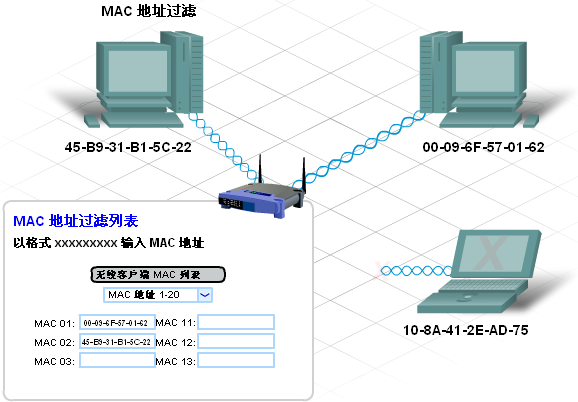 MAC 地址过滤
45-B9-31-B1-5C-22
00-09-6F-57-01-62
MAC 地址过滤列表
以格式 xxxxxxxxx 输入 MAC 地址
无线客户端 MAC 列表
MAC 地址 1-20
MAC 01: 00-09-6F-57-01-62 MAC 11:
MAC 02: 45-B9-31-B1-5C-22 MAC 12:
MAC 03: MAC 13:
X
10-8A-41-2E-AD-75